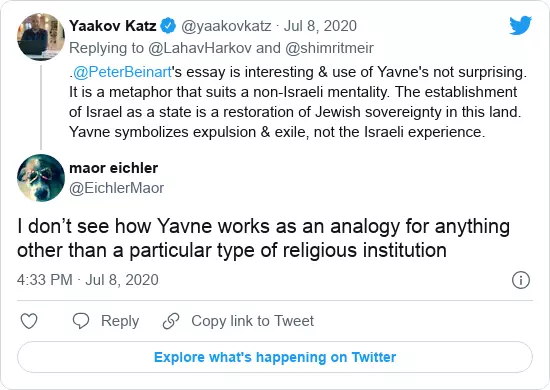 Yaakov Katz @yaakovkatz · Jul 8, 2020
Replying to @LahavHarkov and @shimritmeir
.@PeterBeinart's essay is interesting & use of Yavne's not surprising.
It is a metaphor that suits a non-Israeli mentality. The establishment
of Israel as a state is a restoration of Jewish sovereignty in this land.
Yavne symbolizes expulsion & exile, not the Israeli experience.
maor eichler
@EichlerMaor
I don’t see how Yavne works as an analogy for anything
other than a particular type of religious institution
4:33 PM · Jul 8, 2020
Reply
Copy link to Tweet
Explore what's happening on Twitter